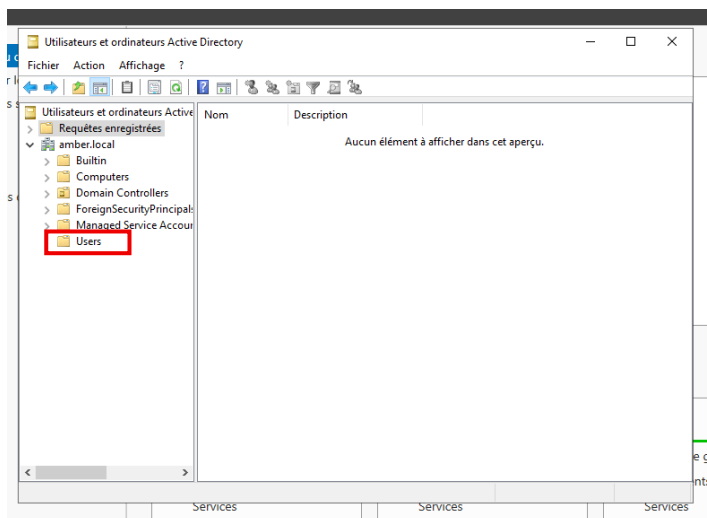 Utilisateurs et ordinateurs Active Directory
Fichier Action Affichage ?
Utilisateurs et ordinateurs Active
Nom Description
Requêtes enregistrées
Aucun élément à afficher dans cet aperçu.
amber.local
Builtin
Computers
Domain Controllers
ForeignSecurityPrincipals
Managed Service Accoun
Users
Services Services Services